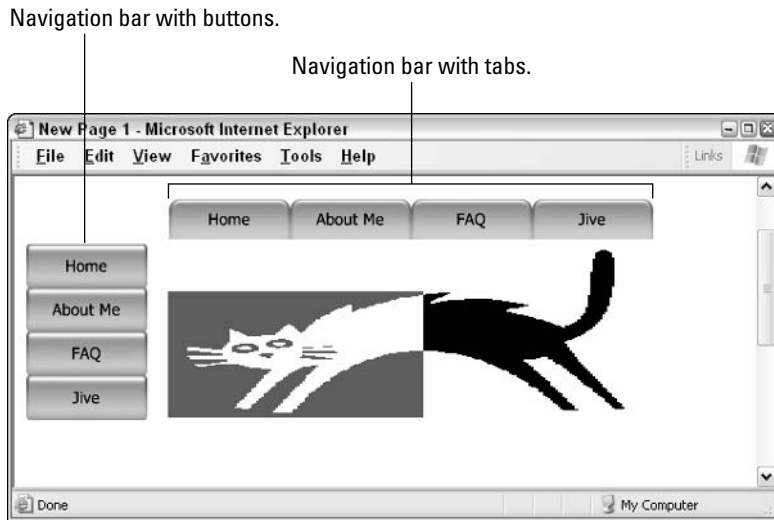 Navigation bar with buttons.
Navigation bar with tabs.
New Page 1 - Microsoft Internet Explorer
File Edit View Favorites Tools Help Links
Home About Me FAQ Jive
Home
About Me
FAQ
Jive
Done My Computer